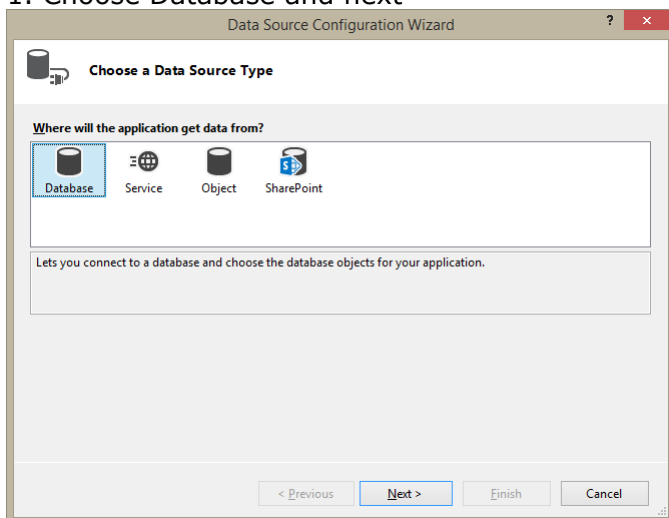 1. Choose Database and next
Data Source Configuration Wizard
?
Choose a Data Source Type
Where will the application get data from?
Database Service Object SharePoint
Lets you connect to a database and choose the database objects for your application.
< Previous Next > Finish Cancel